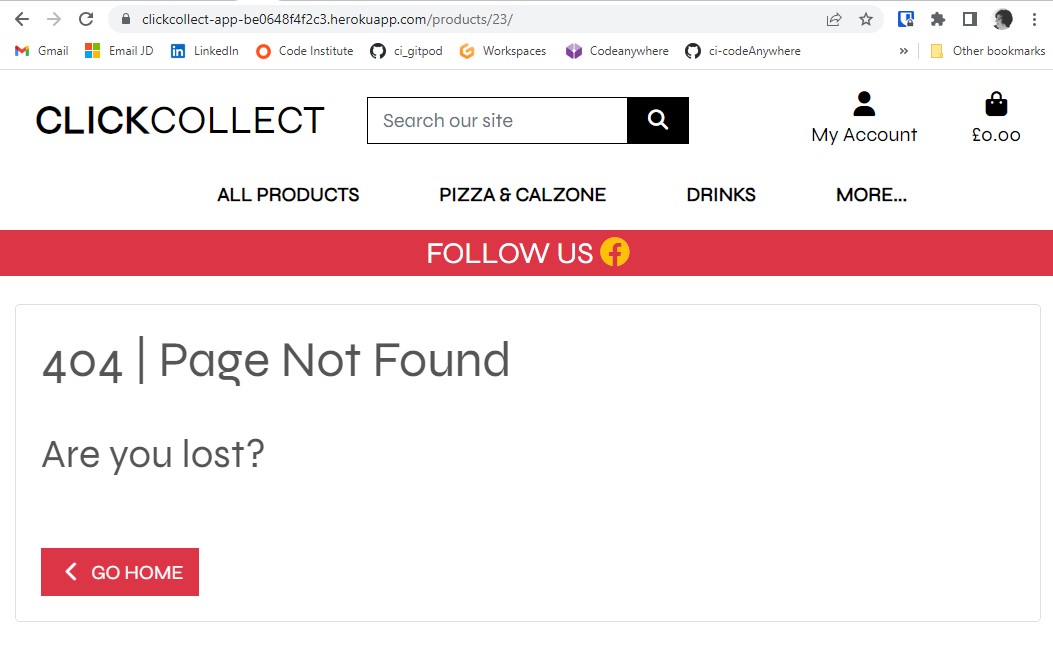 clickcollect-app-be0648f4f2c3.herokuapp.com/products/23/
Gmail Email JD LinkedIn Code Institute ci_gitpod Workspaces Codeanywhere ci-codeAnywhere » Other bookmarks
CLICKCOLLECT Search our site
My Account £0.00
ALL PRODUCTS PIZZA & CALZONE DRINKS MORE...
FOLLOW US
404 | Page Not Found
Are you lost?
GO HOME